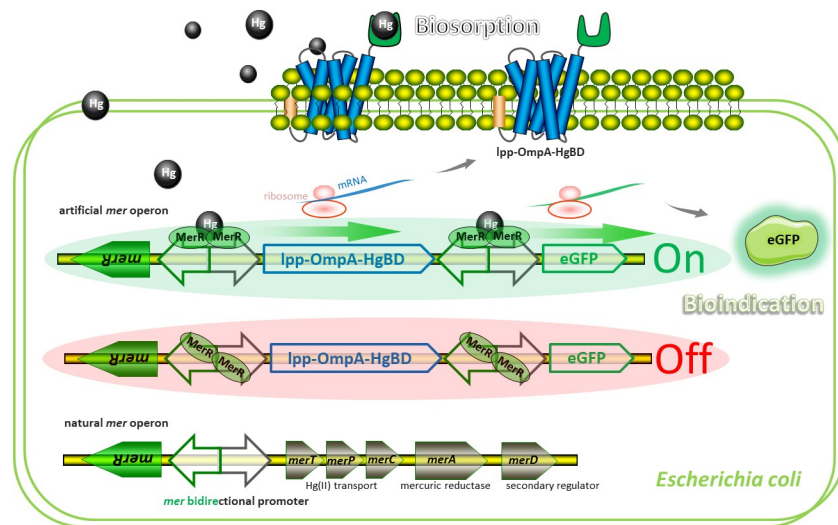 Hg
Hg
Biosorption
Hg
Hg
lpp-OmpA-HgBD
ribosome
mRNA
artificial mer operon
Hg
Hg
MerR
MerR
MerR
MerR
merR
lpp-OmpA-HgBD
eGFP
On
eGFP
Bioindication
merR
MerR
MerR
lpp-OmpA-HgBD
MerR
MerR
eGFP
Off
natural mer operon
merR
merT
merP
merC
merA
merD
Hg(II) transport
mercuric reductase
secondary regulator
mer bidirectional promoter
Escherichia coli